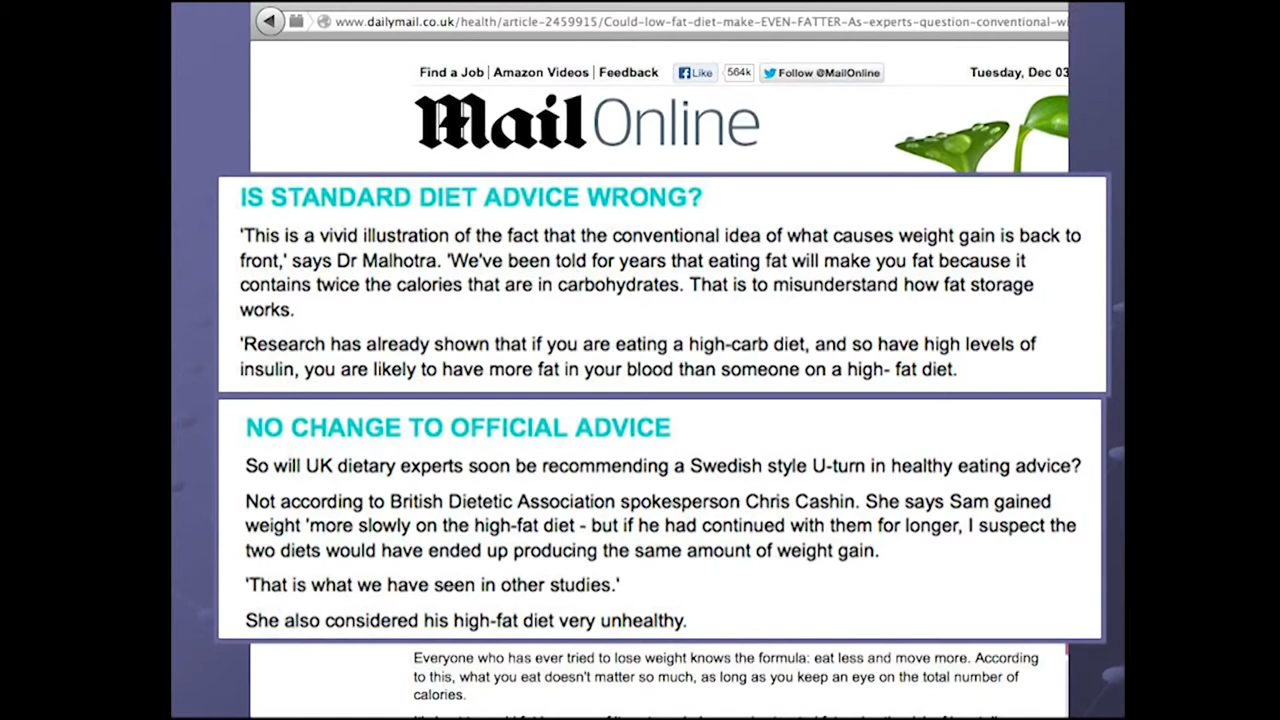 www.dailymail.co.uk/health/article-2459915/Could-low-fat-diet-make-EVEN-FATTER-As-experts-question-conventional-wi
Find a Job | Amazon Videos | Feedback Like 564k Follow @MailOnline Tuesday, Dec 03
Mail Online
IS STANDARD DIET ADVICE WRONG?
'This is a vivid illustration of the fact that the conventional idea of what causes weight gain is back to
front,' says Dr Malhotra. 'We've been told for years that eating fat will make you fat because it
contains twice the calories that are in carbohydrates. That is to misunderstand how fat storage
works.
'Research has already shown that if you are eating a high-carb diet, and so have high levels of
insulin, you are likely to have more fat in your blood than someone on a high- fat diet.
NO CHANGE TO OFFICIAL ADVICE
So will UK dietary experts soon be recommending a Swedish style U-turn in healthy eating advice?
Not according to British Dietetic Association spokesperson Chris Cashin. She says Sam gained
weight 'more slowly on the high-fat diet - but if he had continued with them for longer, I suspect the
two diets would have ended up producing the same amount of weight gain.
'That is what we have seen in other studies.'
She also considered his high-fat diet very unhealthy.
Everyone who has ever tried to lose weight knows the formula: eat less and move more. According
to this, what you eat doesn't matter so much, as long as you keep an eye on the total number of
calories.